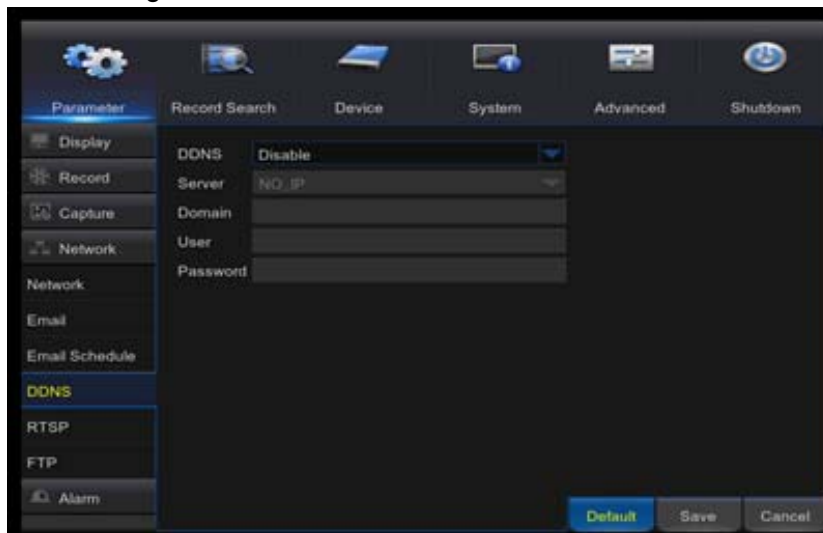 Parameter Record Search Device System Advanced Shutdown
Display
Record
Capture
Network
Network
Email
Email Schedule
DDNS
RTSP
FTP
Alarm
DDNS Disable
Server NO_IP
Domain
User
Password
Default Save Cancel